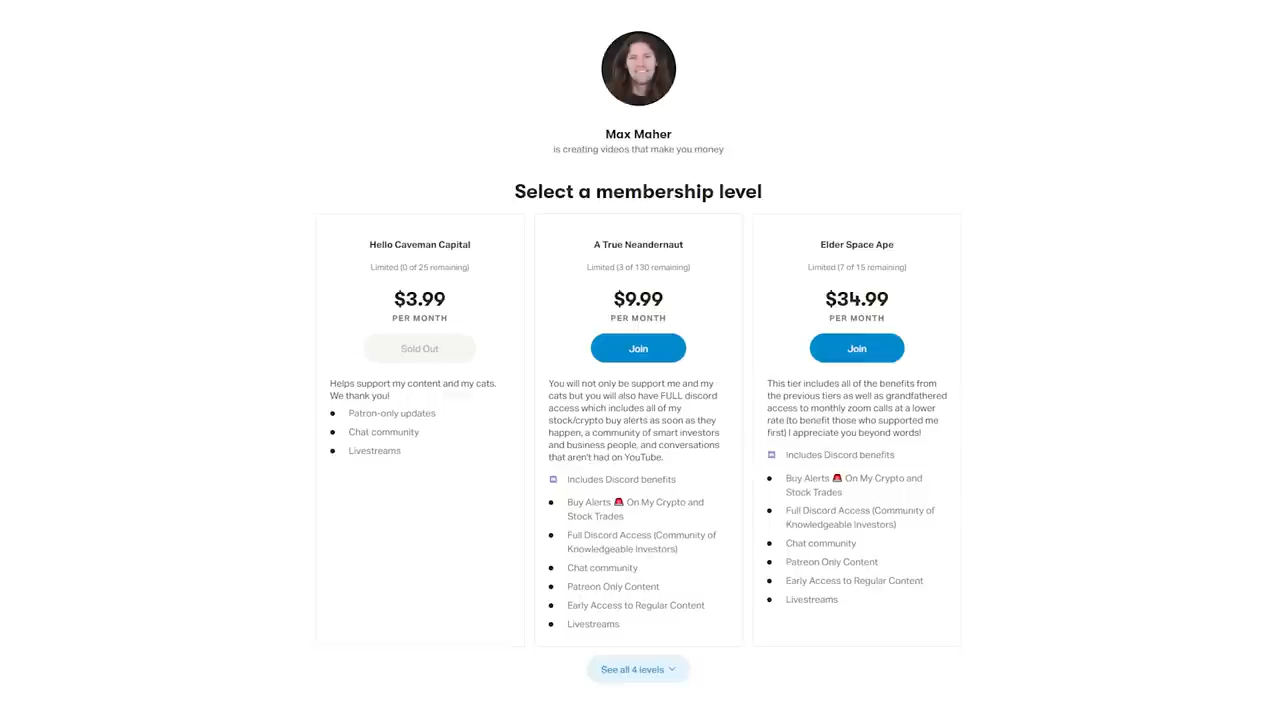 Max Maher
is creating videos that make you money
Select a membership level
Hello Caveman Capital
Limited (0 of 25 remaining)
$3.99
PER MONTH
Sold Out
Helps support my content and my cats.
We thank you!
Patron-only updates
Chat community
Livestreams
A True Neandernaut
Limited (3 of 130 remaining)
$9.99
PER MONTH
Join
You will not only be support me and my
cats but you will also have FULL discord
access which includes all of my
stock/crypto buy alerts as soon as they
happen, a community of smart investors
and business people, and conversations
that aren't had on YouTube.
Includes Discord benefits
Buy Alerts 🚨 On My Crypto and
Stock Trades
Full Discord Access (Community of
Knowledgeable Investors)
Chat community
Patreon Only Content
Early Access to Regular Content
Livestreams
Elder Space Ape
Limited (7 of 15 remaining)
$34.99
PER MONTH
Join
This tier includes all of the benefits from
the previous tiers as well as grandfathered
access to monthly zoom calls at a lower
rate (to benefit those who supported me
first) I appreciate you beyond words!
Includes Discord benefits
Buy Alerts 🚨 On My Crypto and
Stock Trades
Full Discord Access (Community of
Knowledgeable Investors)
Chat community
Patreon Only Content
Early Access to Regular Content
Livestreams
See all 4 levels